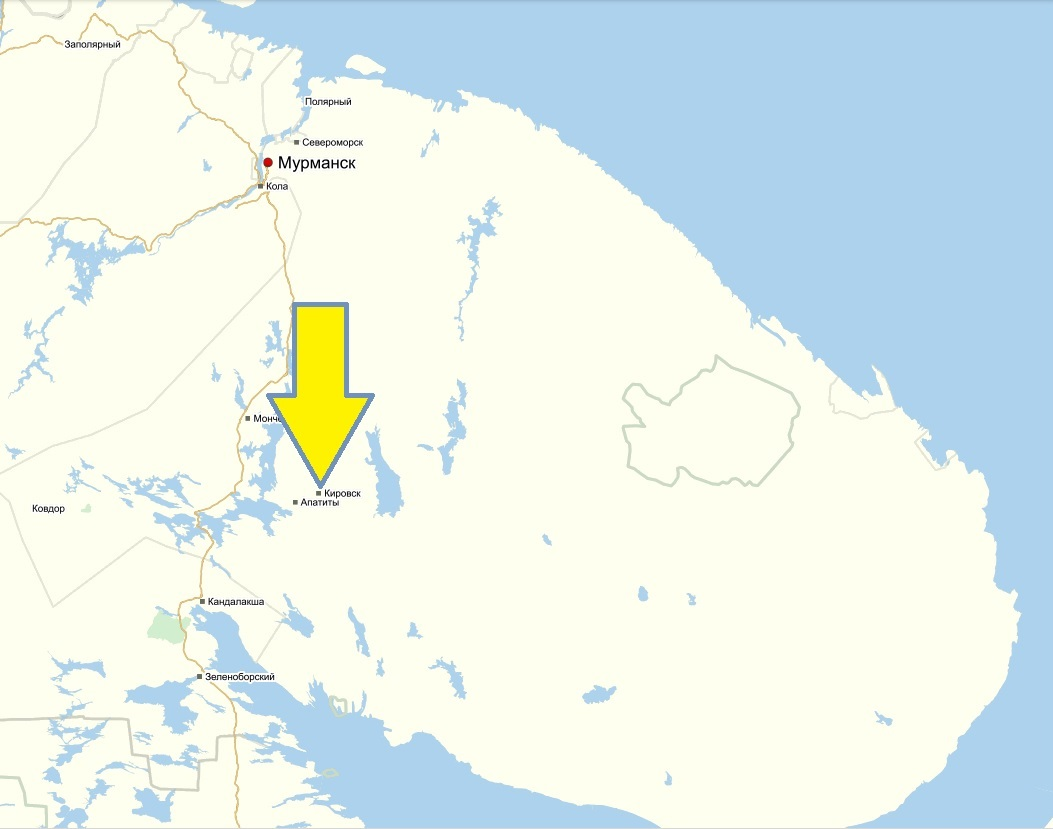 Заполярный
Полярный
Североморск
Мурманск
Кола
Кировск
Апатиты
Ковдор
Кандалакша
Зеленоборский